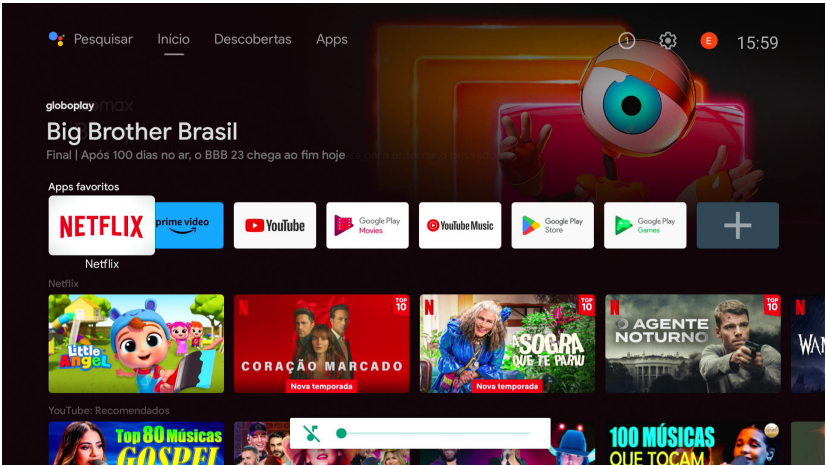 Pesquisar Início Descobertas Apps 1 E 15:59
globoplay max
Big Brother Brasil
Final | Após 100 dias no ar, o BBB 23 chega ao fim hoje
Apps favoritos
NETFLIX
prime video
YouTube
Google Play
Movies
YouTube Music
Google Play
Store
Google Play
Games
Netflix
Netflix
Little
Angel
N
TOP
10
CORAÇÃO MARCADO
Nova temporada
N
TOP
10
A SOGRA
QUE TE PARIU
Nova temporada
N
TOP
10
O AGENTE
NOTURNO
N
YouTube: Recomendados
Top 80 Músicas
GOSPEL
100 MÚSICAS
QUE TOCAM